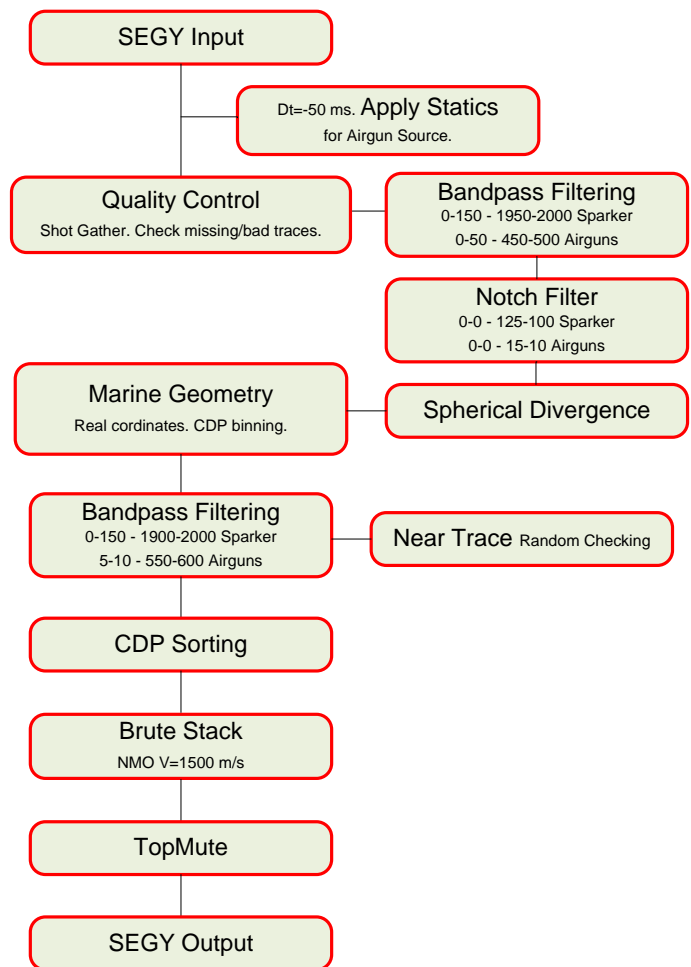 SEGY Input
Dt=-50 ms. Apply Statics
for Airgun Source.
Quality Control
Shot Gather. Check missing/bad traces.
Bandpass Filtering
0-150 - 1950-2000 Sparker
0-50 - 450-500 Airguns
Notch Filter
0-0 - 125-100 Sparker
0-0 - 15-10 Airguns
Spherical Divergence
Marine Geometry
Real cordinates. CDP binning.
Bandpass Filtering
0-150 - 1900-2000 Sparker
5-10 - 550-600 Airguns
Near Trace Random Checking
CDP Sorting
Brute Stack
NMO V=1500 m/s
TopMute
SEGY Output